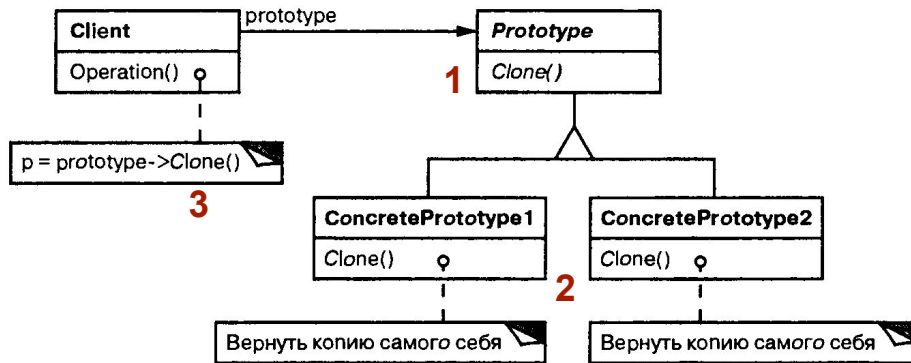 prototype
Client
Operation()
p = prototype->Clone()
3
Prototype
Clone()
1
ConcretePrototype1
Clone()
Вернуть копию самого себя
2
ConcretePrototype2
Clone()
Вернуть копию самого себя